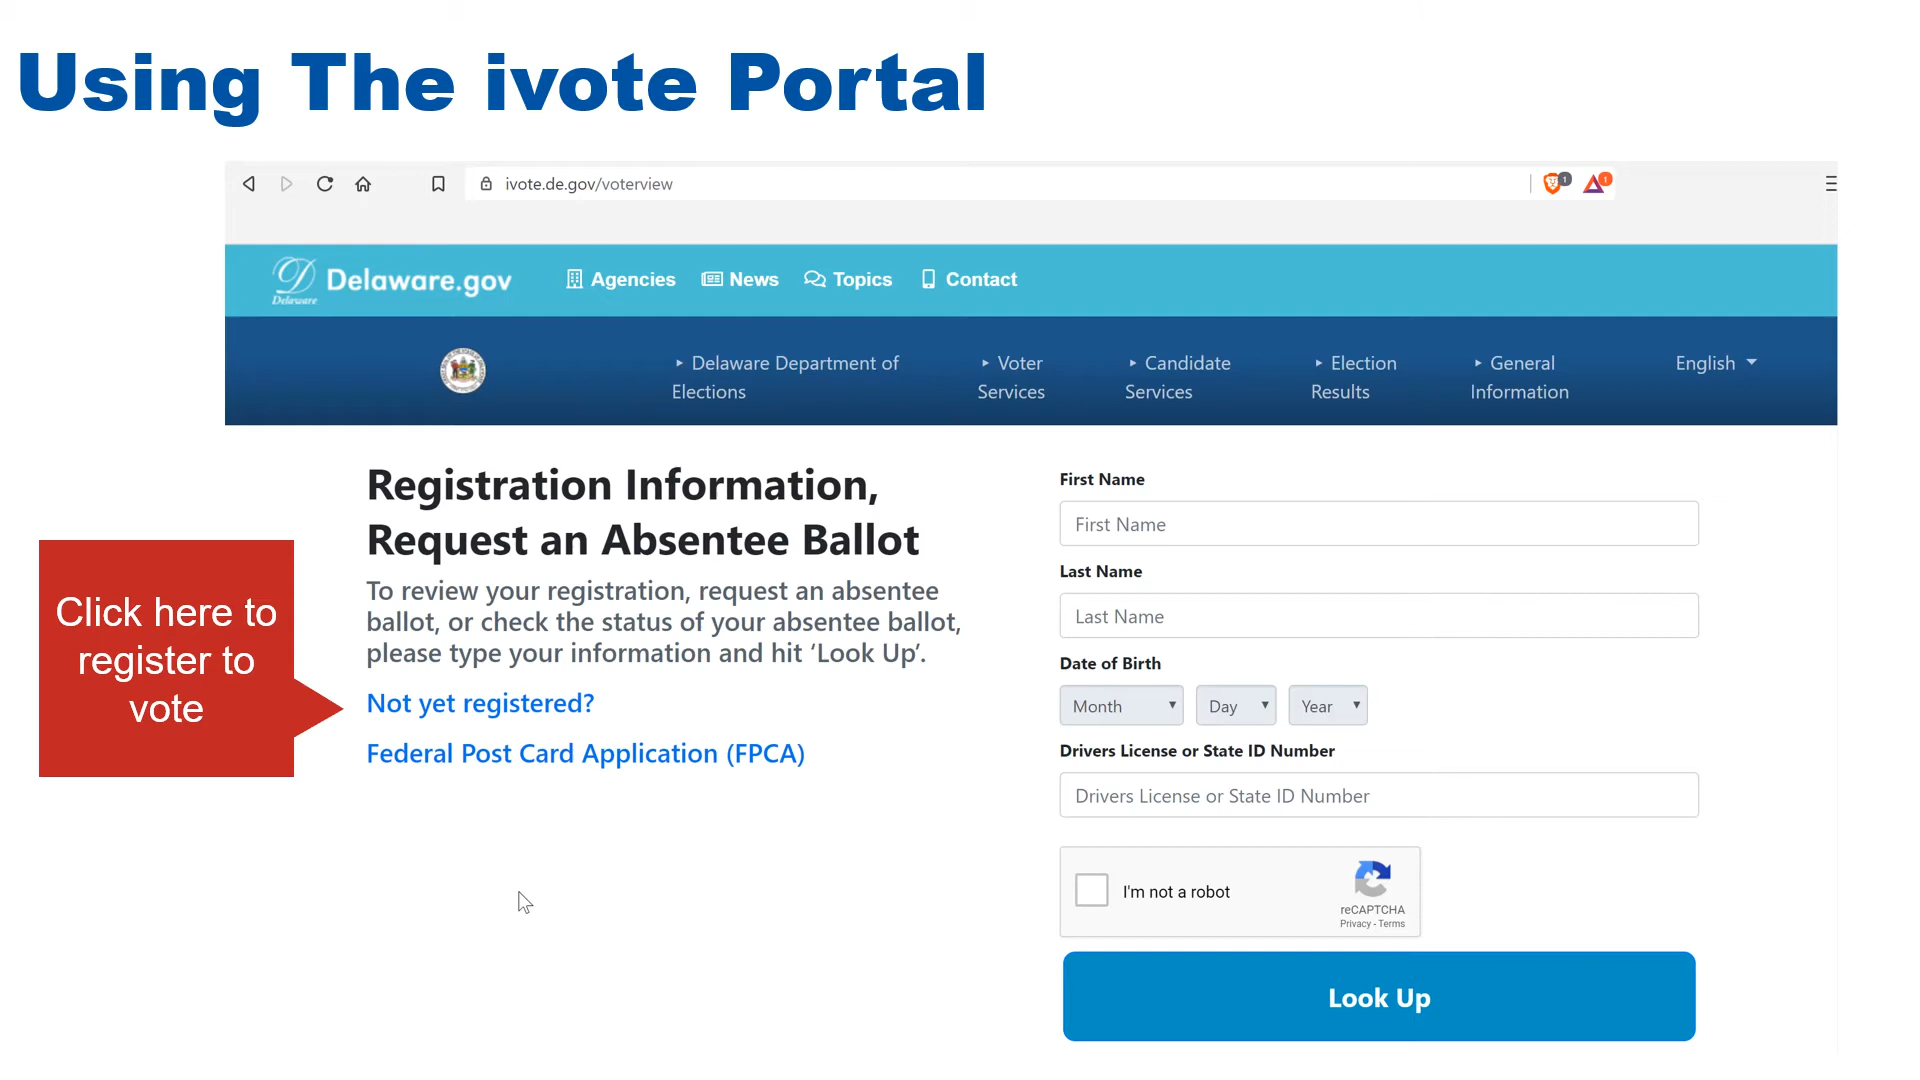 Using The ivote Portal
ivote.de.gov/voterview
1
1
Delaware
Delaware.gov
Agencies
News
Topics
Contact
Delaware Department of
Elections
Voter
Services
Candidate
Services
Election
Results
General
Information
English
Registration Information,
Request an Absentee Ballot
To review your registration, request an absentee
ballot, or check the status of your absentee ballot,
please type your information and hit ‘Look Up’.
Not yet registered?
Federal Post Card Application (FPCA)
Click here to
register to
vote
First Name
First Name
Last Name
Last Name
Date of Birth
Month
Day
Year
Drivers License or State ID Number
Drivers License or State ID Number
I'm not a robot
reCAPTCHA
Privacy - Terms
Look Up